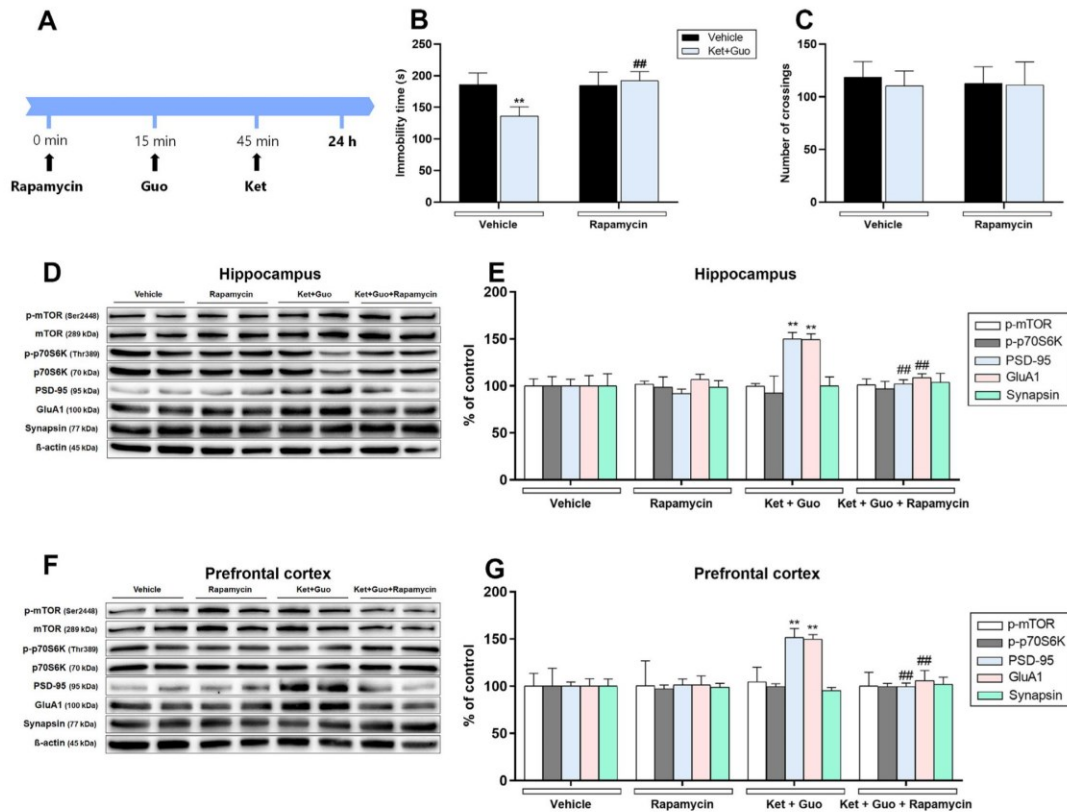 A
0 min
15 min
45 min
24 h
Rapamycin
Guo
Ket
B
Immobility time (s)
250
200
150
100
50
0
**
##
Vehicle
Rapamycin
Vehicle
Ket+Guo
C
Number of crossings
150
100
50
0
Vehicle
Rapamycin
D
Hippocampus
Vehicle
Rapamycin
Ket+Guo
Ket+Guo+Rapamycin
p-mTOR (Ser2448)
mTOR (289 kDa)
p-p70S6K (Thr389)
p70S6K (70 kDa)
PSD-95 (95 kDa)
GluA1 (100 kDa)
Synapsin (77 kDa)
ß-actin (45 kDa)
E
Hippocampus
% of control
200
150
100
50
0
** **
## ##
Vehicle
Rapamycin
Ket + Guo
Ket + Guo + Rapamycin
p-mTOR
p-p70S6K
PSD-95
GluA1
Synapsin
F
Prefrontal cortex
Vehicle
Rapamycin
Ket+Guo
Ket+Guo+Rapamycin
p-mTOR (Ser2448)
mTOR (289 kDa)
p-p70S6K (Thr389)
p70S6K (70 kDa)
PSD-95 (95 kDa)
GluA1 (100 kDa)
Synapsin (77 kDa)
ß-actin (45 kDa)
G
Prefrontal cortex
% of control
200
150
100
50
0
** **
## ##
Vehicle
Rapamycin
Ket + Guo
Ket + Guo + Rapamycin
p-mTOR
p-p70S6K
PSD-95
GluA1
Synapsin